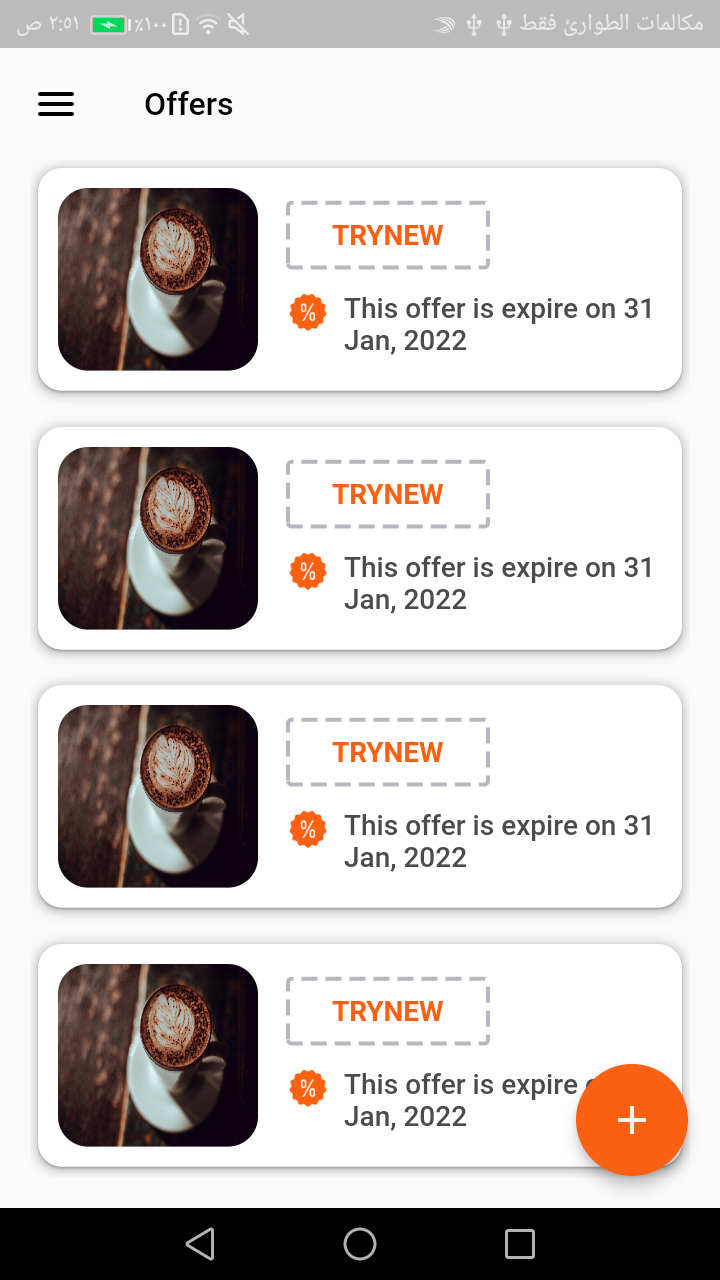 مكالمات الطوارئ فقط
٪١٠٠
٢:٥١ ص
Offers
TRYNEW
This offer is expire on 31
Jan, 2022
TRYNEW
This offer is expire on 31
Jan, 2022
TRYNEW
This offer is expire on 31
Jan, 2022
TRYNEW
This offer is expire
Jan, 2022